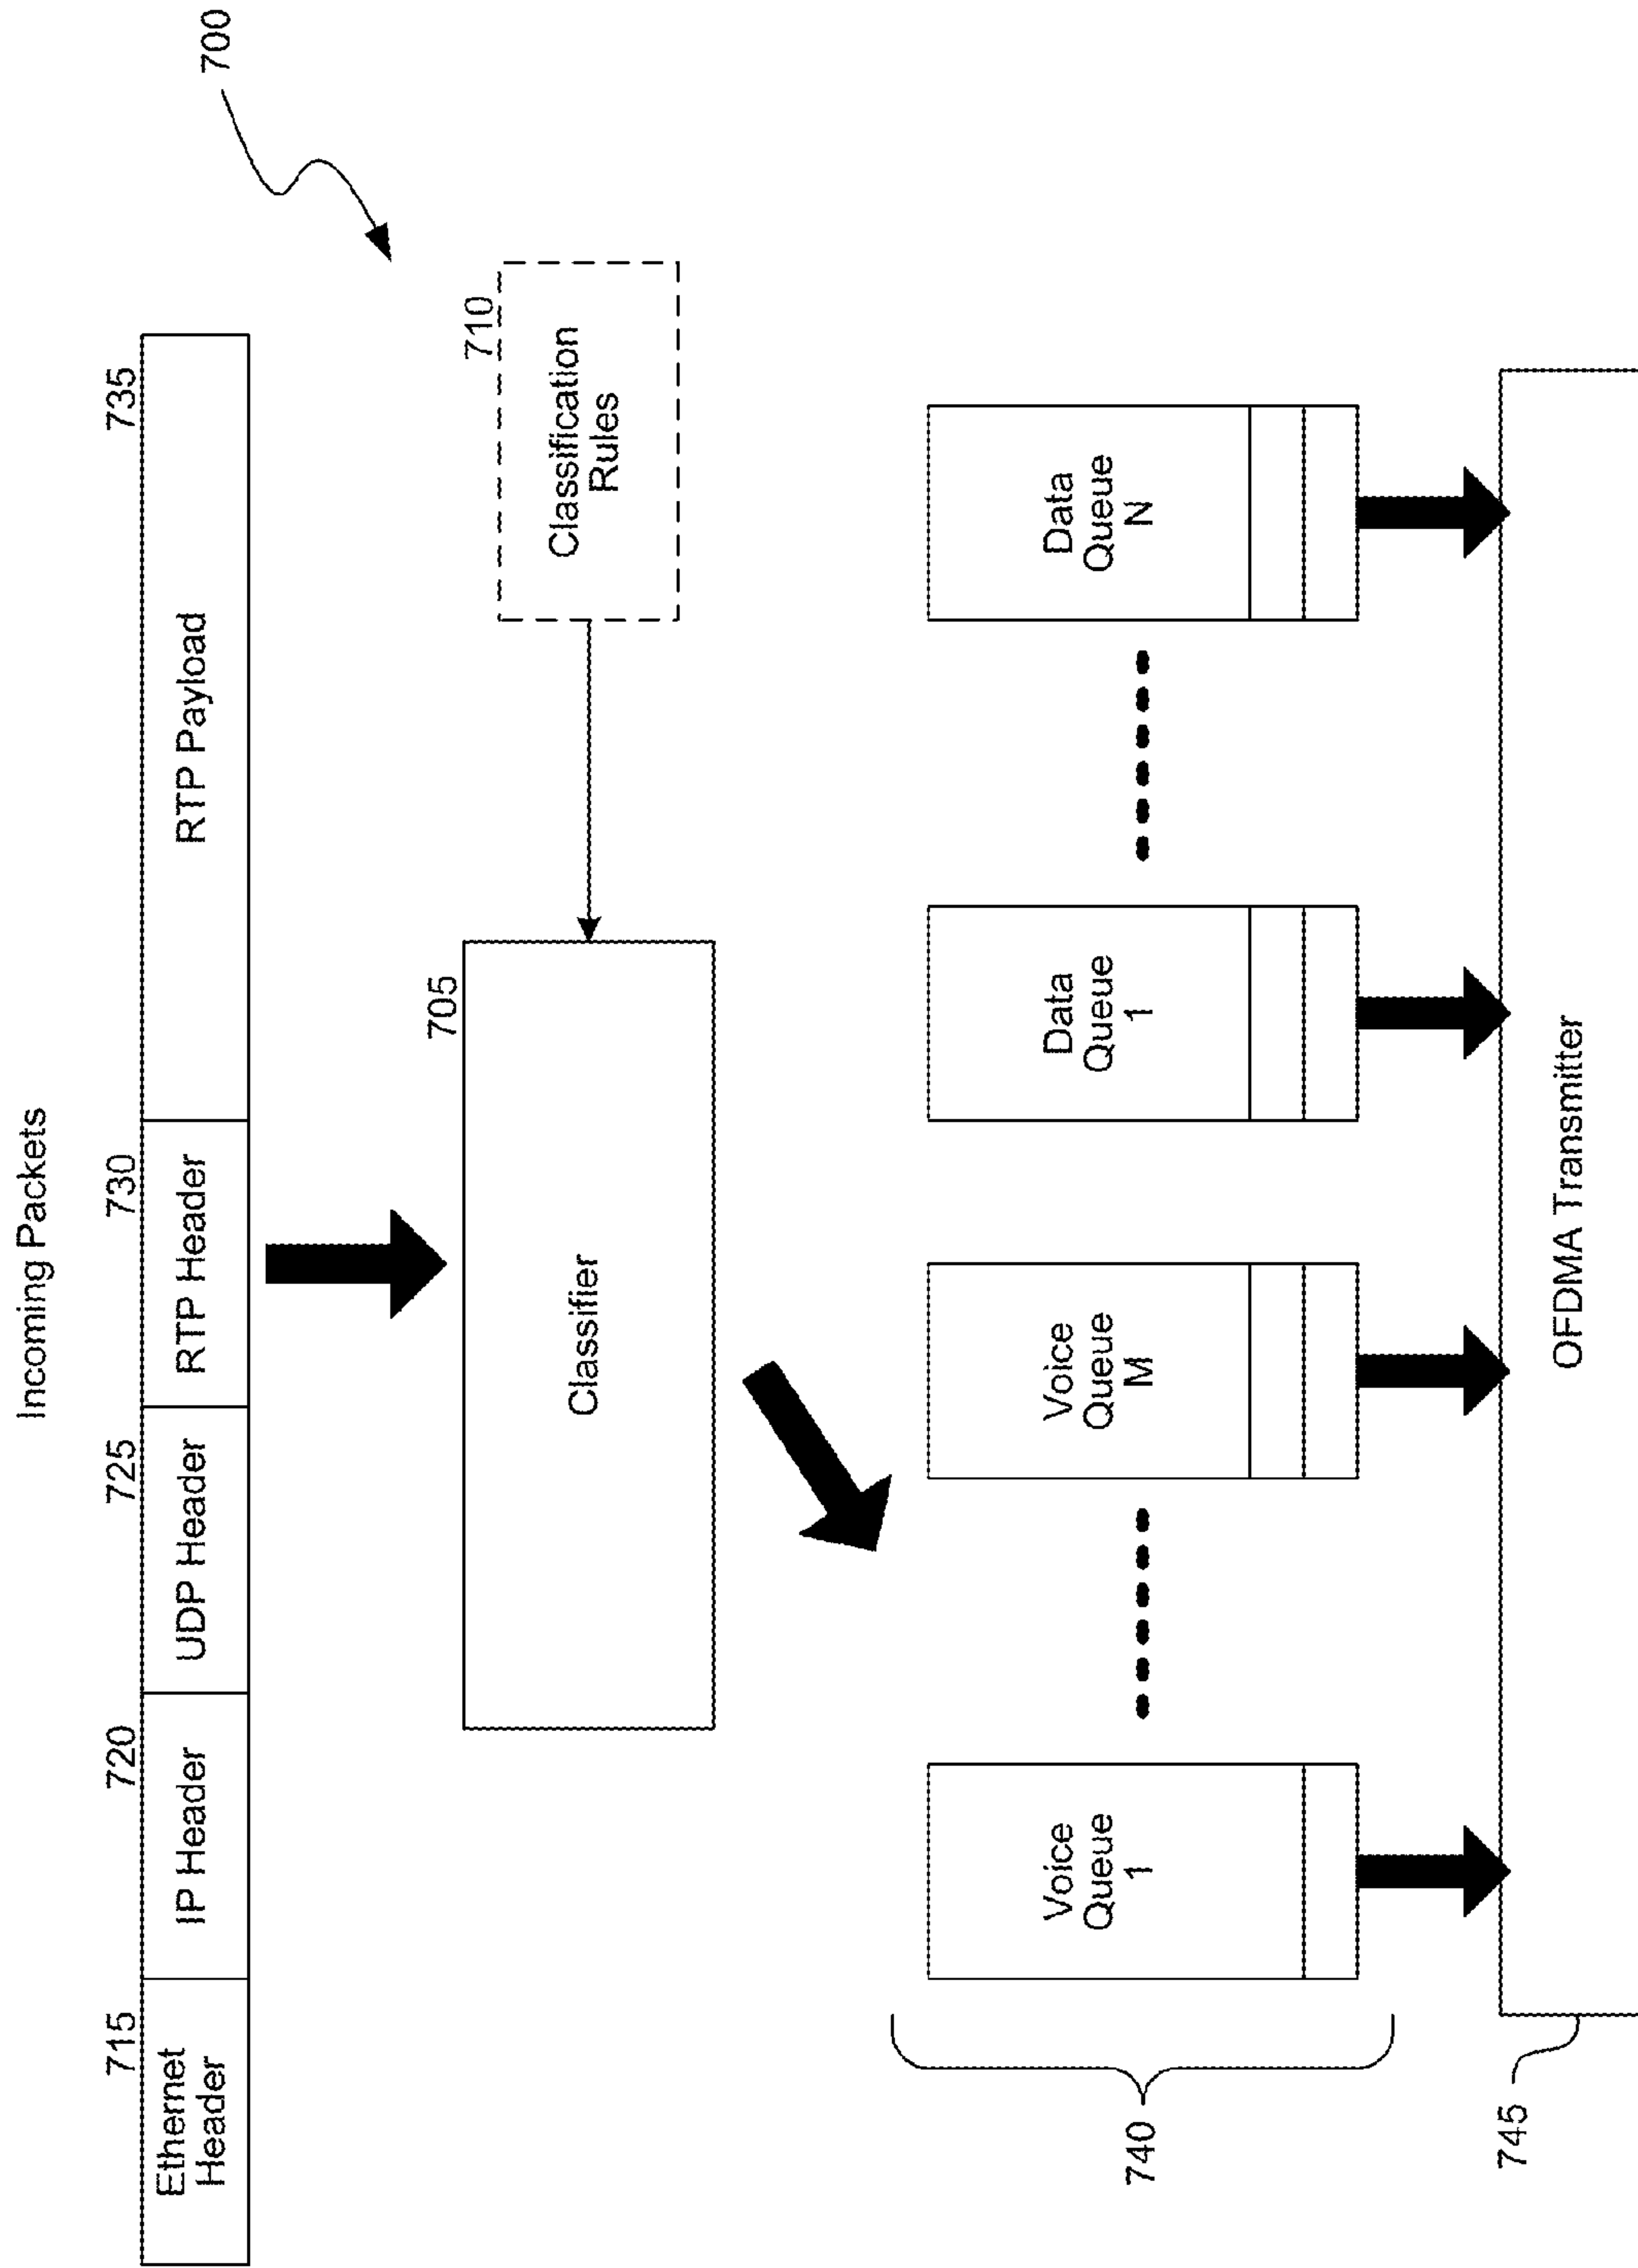 Incoming Packets
700
715
720
725
730
735
Ethernet
Header
IP Header
UDP Header
RTP Header
RTP Payload
705
Classifier
710
Classification
Rules
740
Voice
Queue
1
Voice
Queue
M
Data
Queue
1
Data
Queue
N
745
OFDMA Transmitter